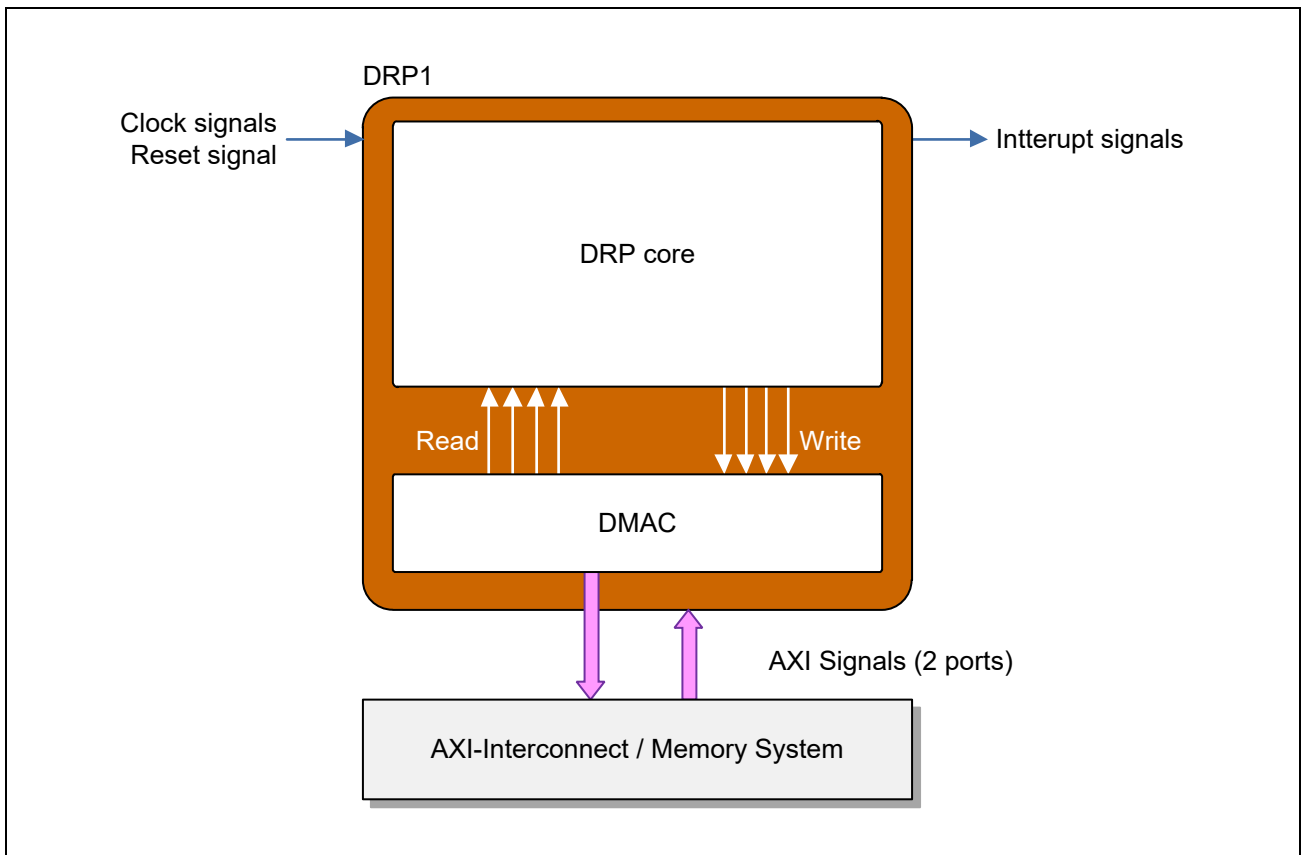 DRP1
Clock signals
Reset signal
Intterupt signals
DRP core
Read
Write
DMAC
AXI Signals (2 ports)
AXI-Interconnect / Memory System